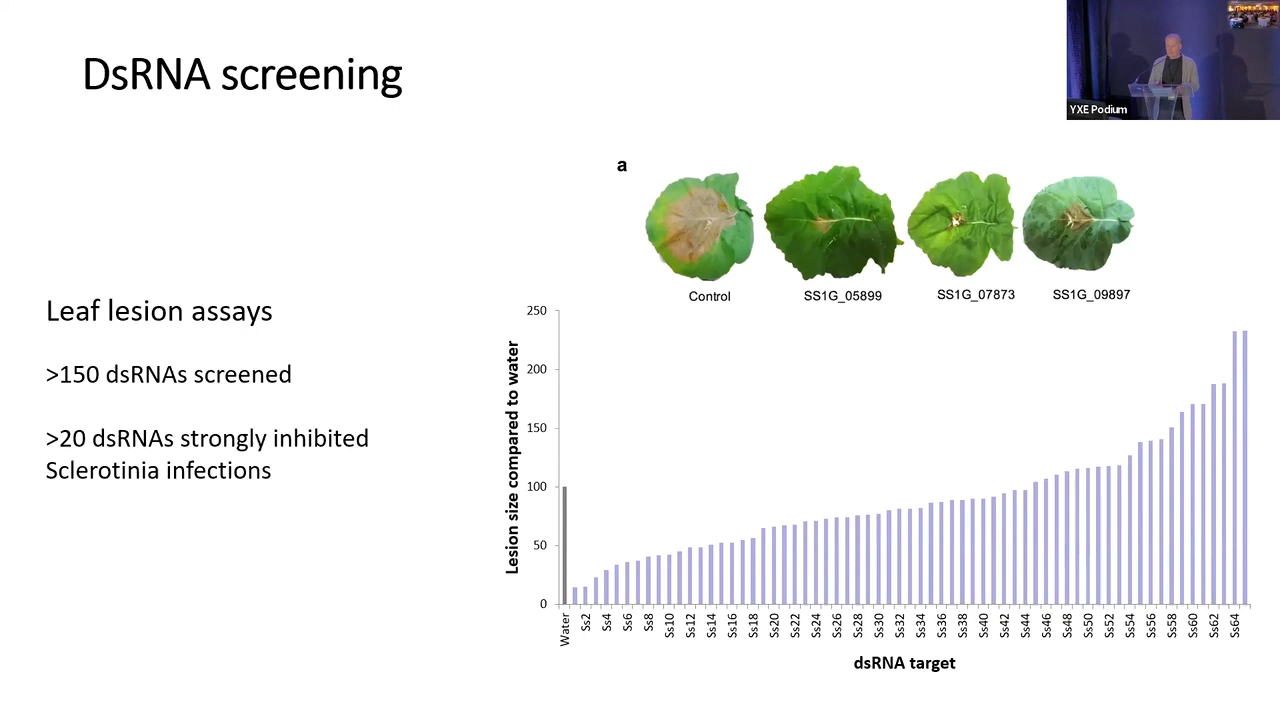 DsRNA screening
YXE Podium
a
Control
SS1G_05899
SS1G_07873
SS1G_09897
Leaf lesion assays
>150 dsRNAs screened
>20 dsRNAs strongly inhibited
Sclerotinia infections
Lesion size compared to water
250
200
150
100
50
0
Water
Ss2
Ss4
Ss6
Ss8
Ss10
Ss12
Ss14
Ss16
Ss18
Ss20
Ss22
Ss24
Ss26
Ss28
Ss30
Ss32
Ss34
Ss36
Ss38
Ss40
Ss42
Ss44
Ss46
Ss48
Ss50
Ss52
Ss54
Ss56
Ss58
Ss60
Ss62
Ss64
dsRNA target